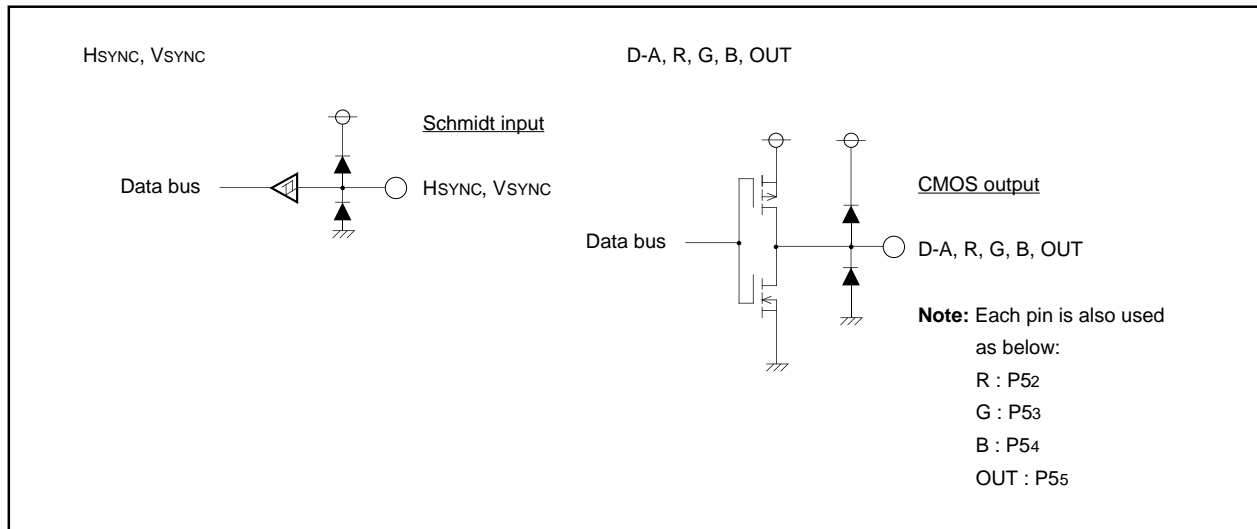 HSYNC, VSYNC
D-A, R, G, B, OUT
Schmidt input
Data bus
HSYNC, VSYNC
CMOS output
Data bus
D-A, R, G, B, OUT
Note: Each pin is also used
as below:
R : P52
G : P53
B : P54
OUT : P55